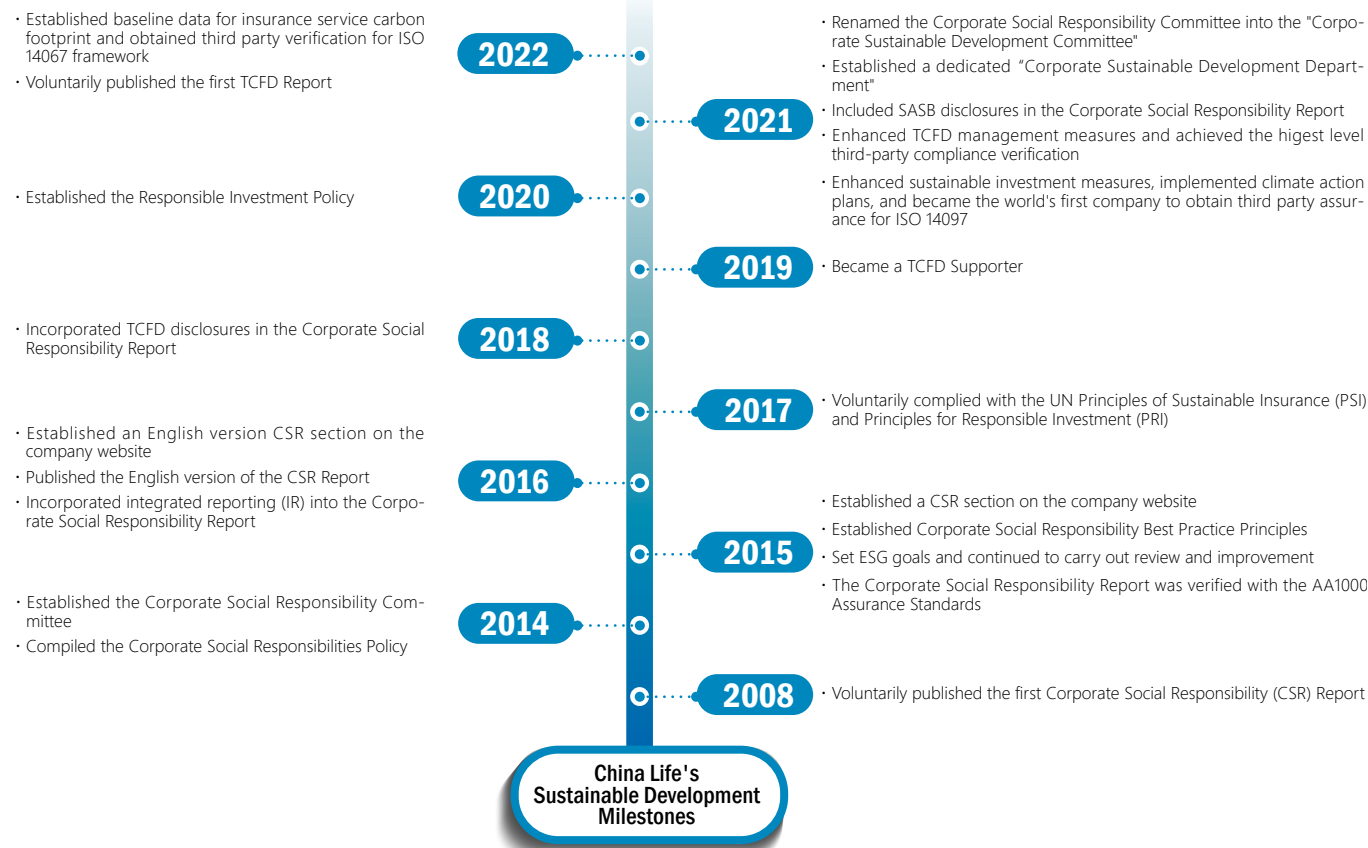 · Established baseline data for insurance service carbon
footprint and obtained third party verification for ISO
14067 framework
· Voluntarily published the first TCFD Report
2022
· Renamed the Corporate Social Responsibility Committee into the "Corpo-
rate Sustainable Development Committee"
· Established a dedicated “Corporate Sustainable Development Depart-
ment"
· Included SASB disclosures in the Corporate Social Responsibility Report
· Enhanced TCFD management measures and achieved the higest level
third-party compliance verification
· Enhanced sustainable investment measures, implemented climate action
plans, and became the world's first company to obtain third party assur-
ance for ISO 14097
2021
· Established the Responsible Investment Policy
2020
2019
· Became a TCFD Supporter
· Incorporated TCFD disclosures in the Corporate Social
Responsibility Report
2018
2017
· Voluntarily complied with the UN Principles of Sustainable Insurance (PSI)
and Principles for Responsible Investment (PRI)
· Established an English version CSR section on the
company website
· Published the English version of the CSR Report
· Incorporated integrated reporting (IR) into the Corpo-
rate Social Responsibility Report
2016
2015
· Established a CSR section on the company website
· Established Corporate Social Responsibility Best Practice Principles
· Set ESG goals and continued to carry out review and improvement
· The Corporate Social Responsibility Report was verified with the AA1000
Assurance Standards
· Established the Corporate Social Responsibility Com-
mittee
· Compiled the Corporate Social Responsibilities Policy
2014
2008
· Voluntarily published the first Corporate Social Responsibility (CSR) Report
China Life's
Sustainable Development
Milestones